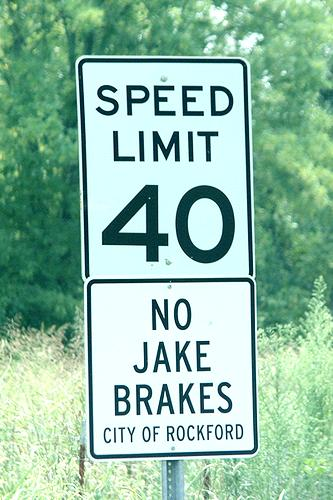 SPEED
LIMIT
40
NO
JAKE
BRAKES
CITY OF ROCKFORD